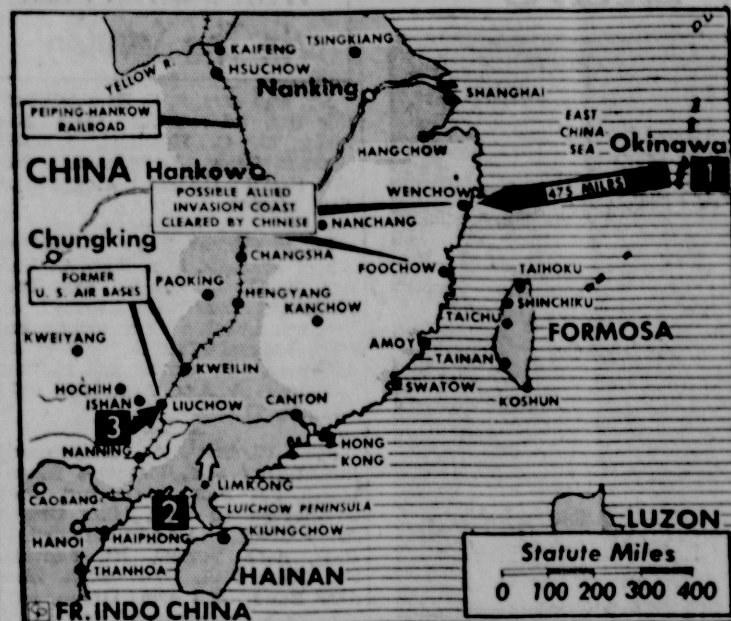 KAIFENG
TSINGKIANG
YELLOW R.
HSUCHOW
Nanking
SHANGHAI
PEIPING-HANKOW
RAILROAD
EAST
CHINA
SEA
Okinawa
HANGCHOW
1
CHINA
Hankow
POSSIBLE ALLIED
INVASION COAST
CLEARED BY CHINESE
WENCHOW
475 MILES
NANCHANG
Chungking
CHANGSHA
FOOCHOW
FORMER
U. S. AIR BASES
PAOKING
HENGYANG
KANCHOW
TAIHOKU
SHINCHIKU
TAICHU
FORMOSA
KWEIYANG
AMOY
TAINAN
KWEILIN
HOCHIH
ISHAN
LIUCHOW
CANTON
SWATOW
KOSHUN
3
NANNING
HONG
KONG
LIMKONG
CAOBANG
2
LUICHOW PENINSULA
LUZON
HANOI
HAIPHONG
KIUNGCHOW
THANHOA
HAINAN
Statute Miles
0 100 200 300 400
FR. INDO CHINA